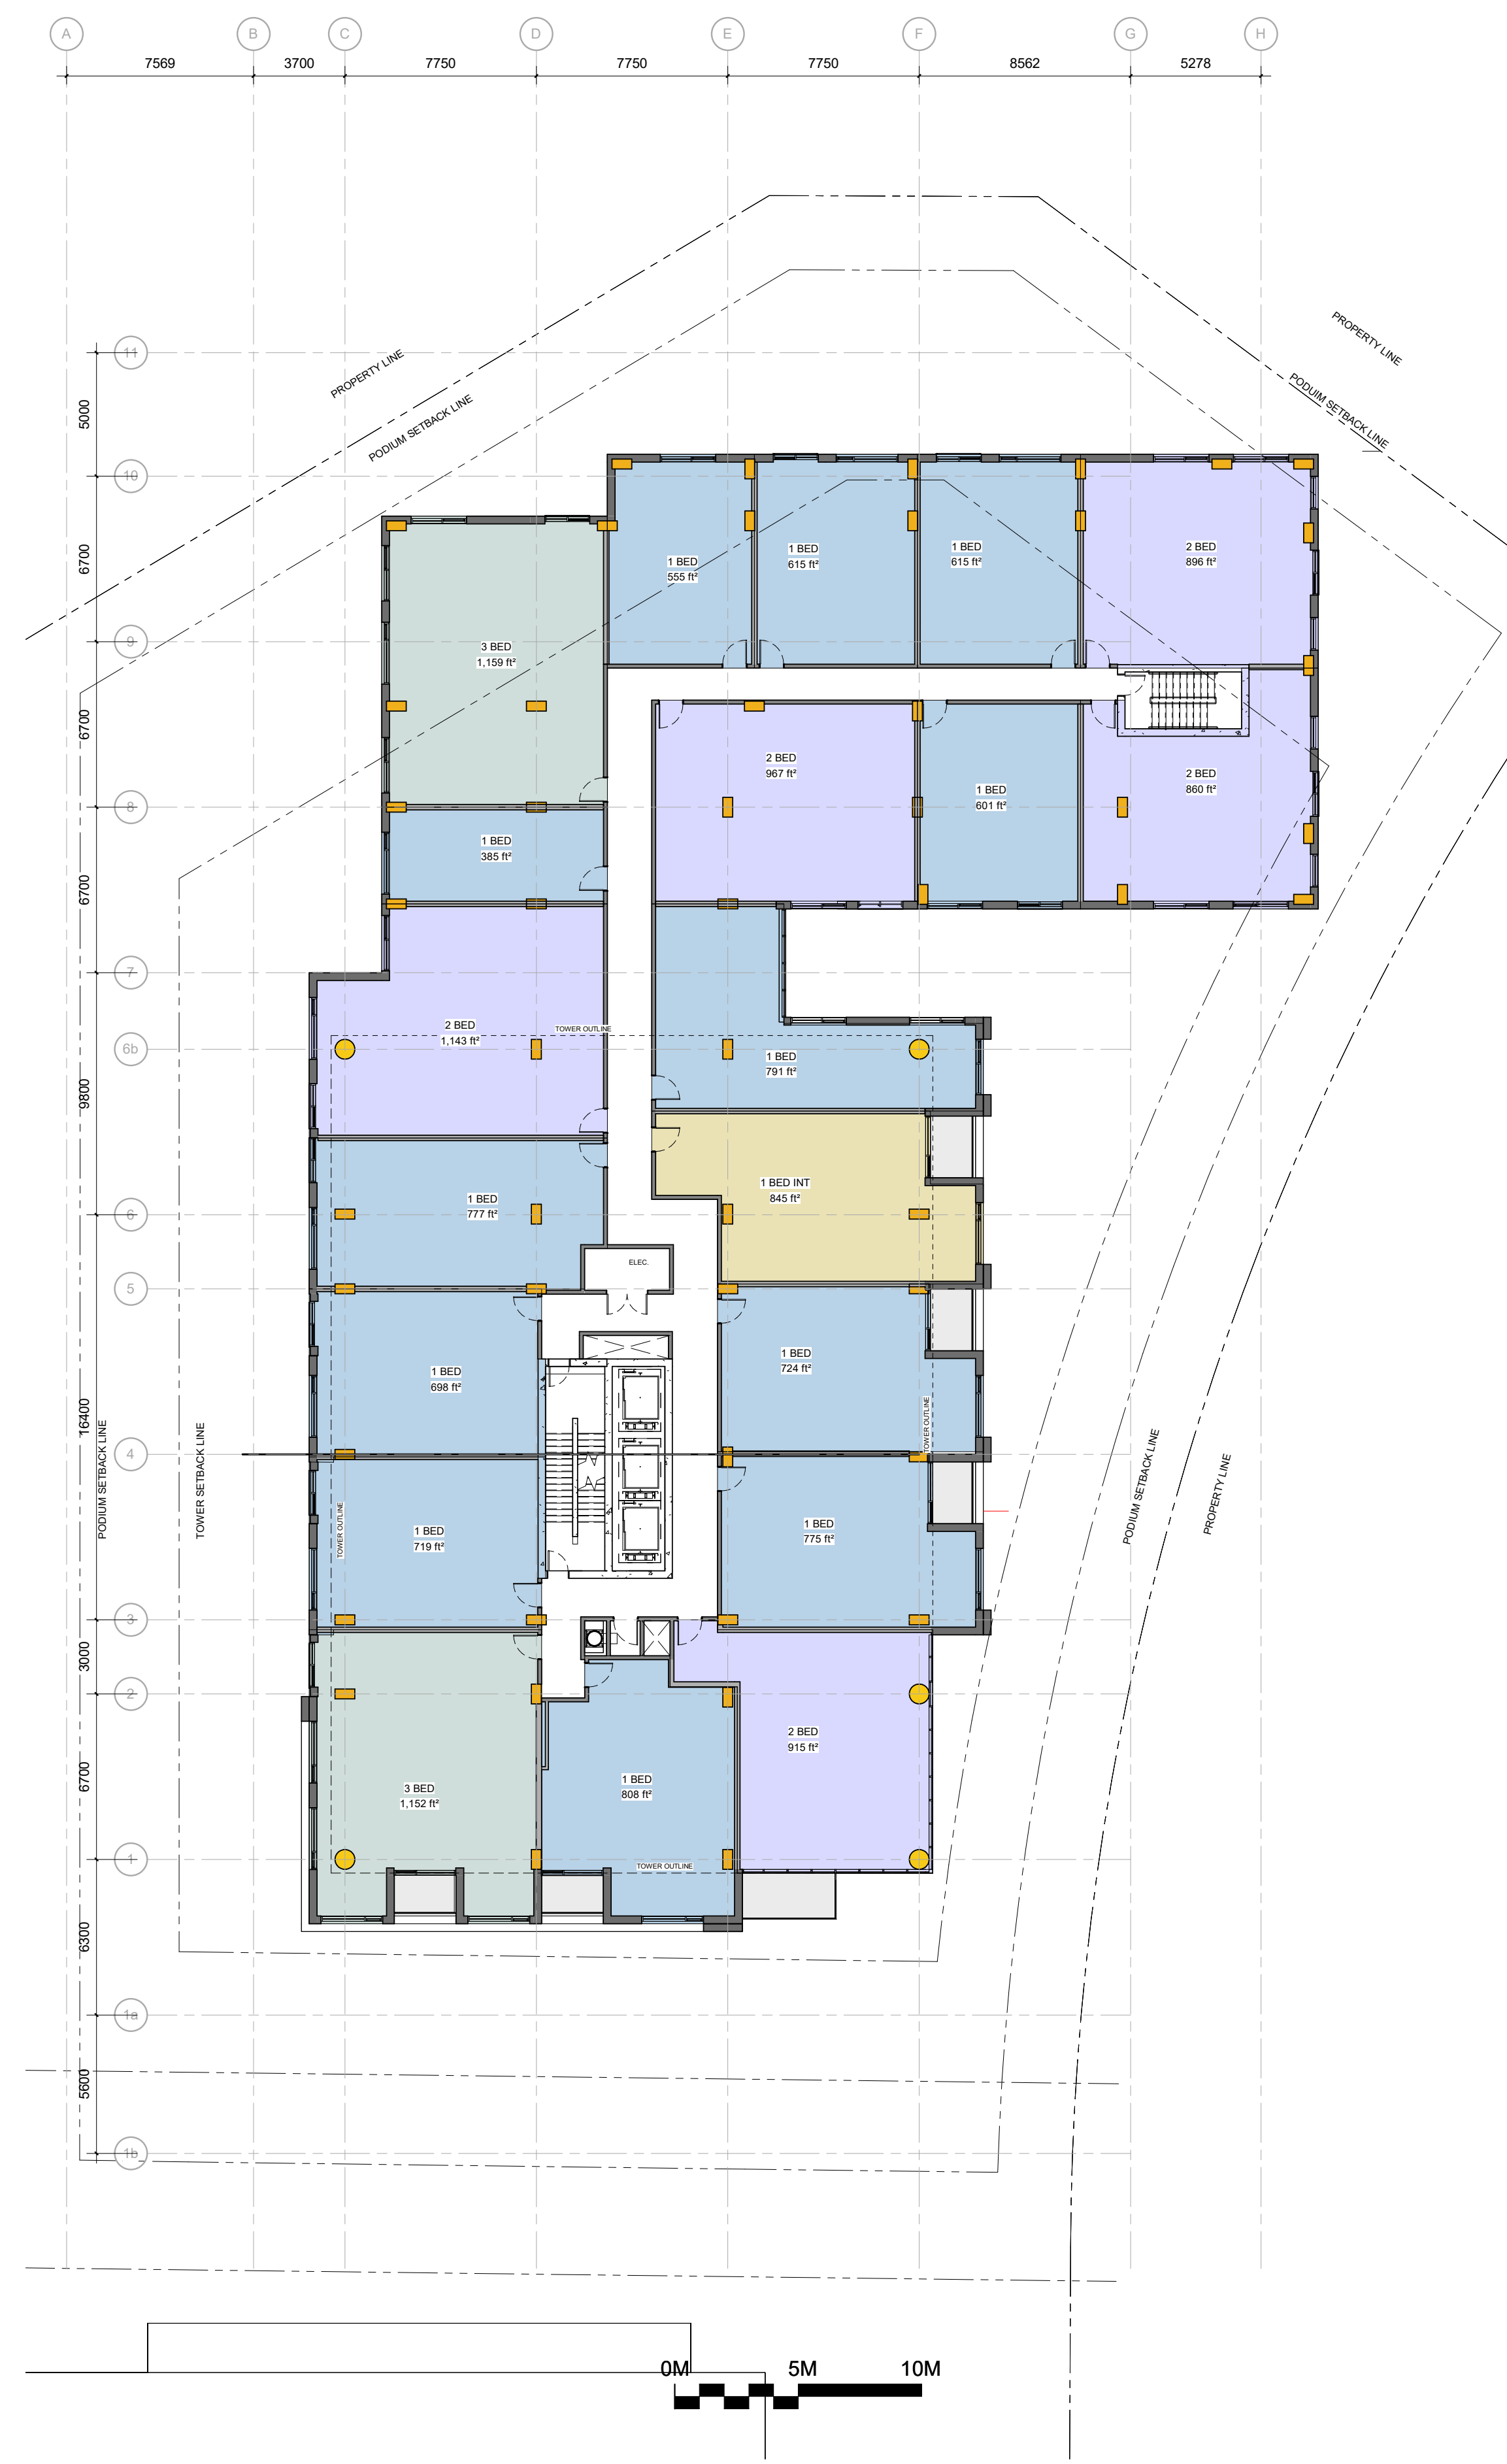 A
B
C
D
E
F
G
H
7569
3700
7750
7750
7750
8562
5278
PROPERTY LINE
PROPERTY LINE
11
PODIUM SETBACK LINE
PODUIM SETBACK LINE
5000
10
6700
1 BED
555 ft²
1 BED
615 ft²
1 BED
615 ft²
2 BED
896 ft²
9
3 BED
1,159 ft²
6700
2 BED
967 ft²
1 BED
601 ft²
2 BED
860 ft²
8
1 BED
385 ft²
6700
7
2 BED
1,143 ft²
TOWER OUTLINE
6b
1 BED
791 ft²
9800
1 BED INT
845 ft²
1 BED
777 ft²
6
ELEC.
5
1 BED
724 ft²
1 BED
698 ft²
16400
TOWER OUTLINE
4
PODIUM SETBACK LINE
TOWER SETBACK LINE
TOWER OUTLINE
1 BED
719 ft²
1 BED
775 ft²
PODIUM SETBACK LINE
PROPERTY LINE
3
3000
2
2 BED
915 ft²
6700
3 BED
1,152 ft²
1 BED
808 ft²
1
TOWER OUTLINE
6300
1a
5600
1b
0M
5M
10M